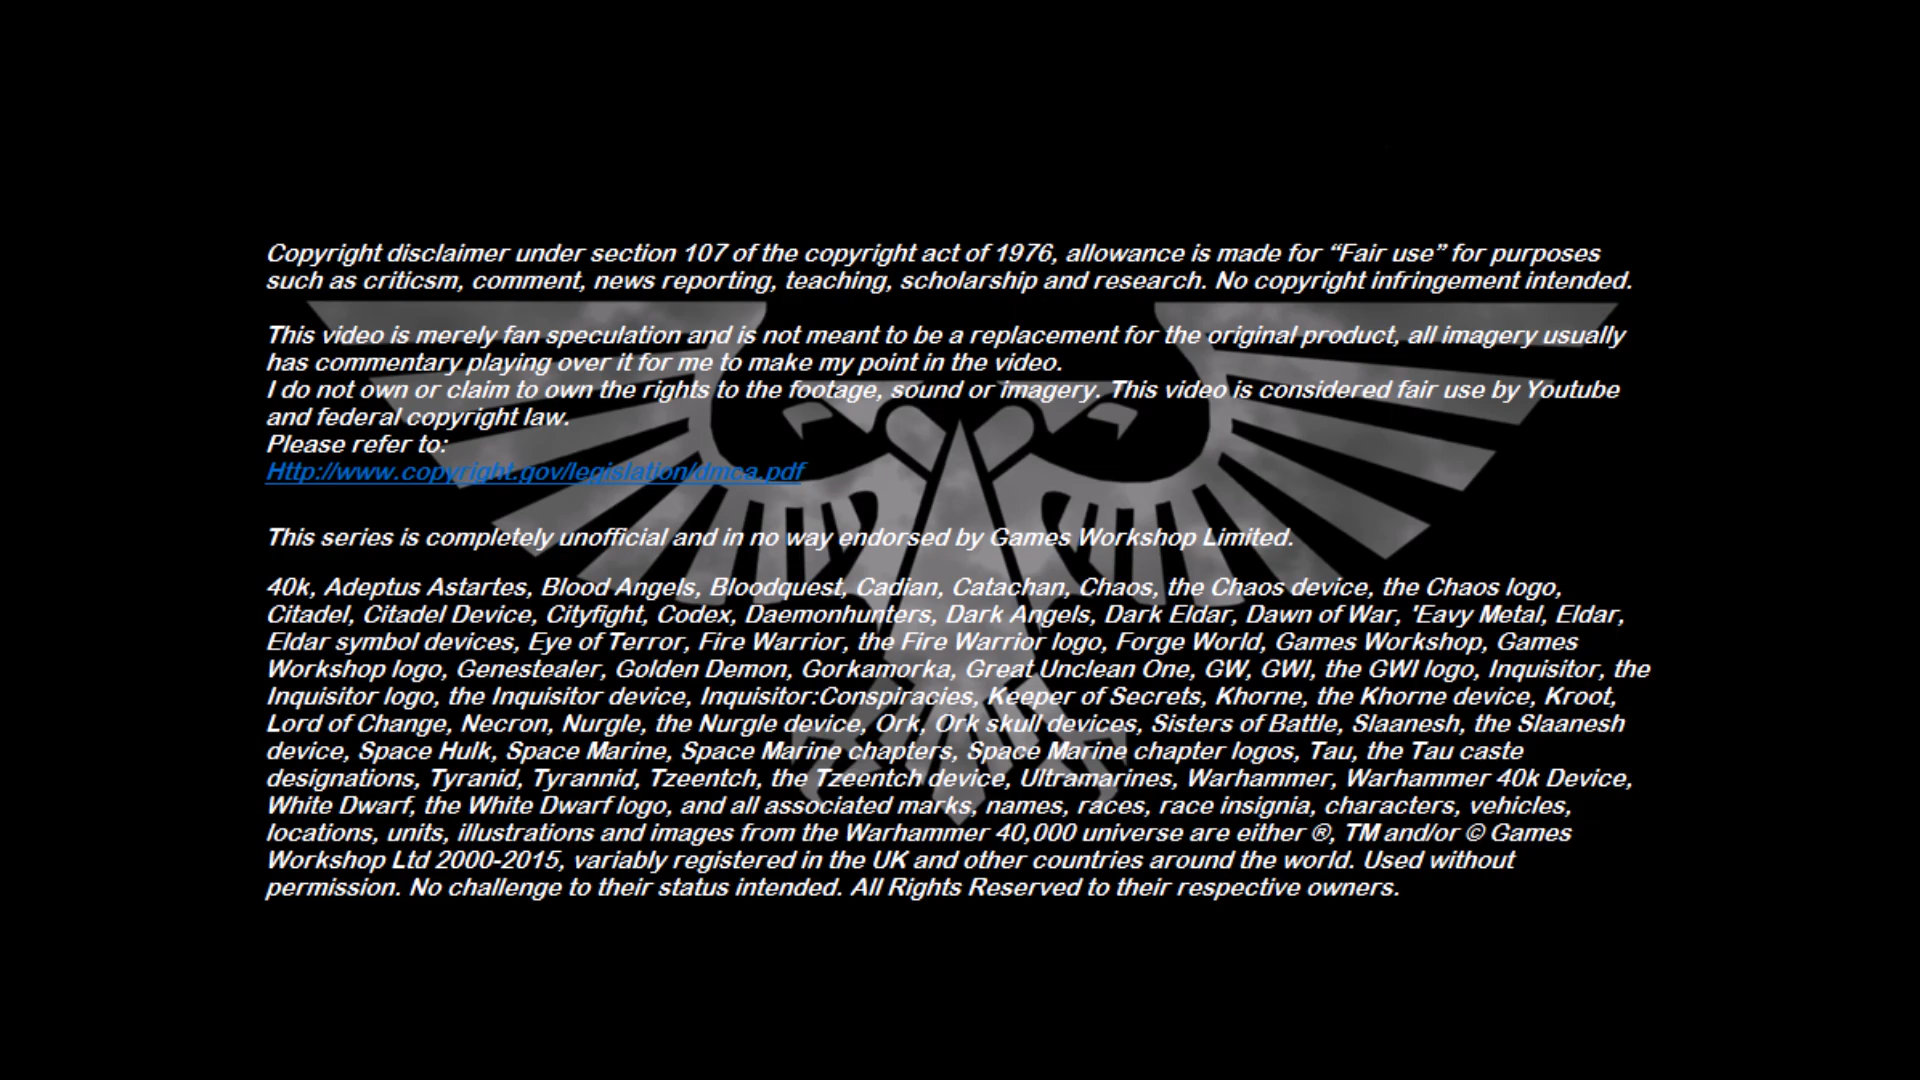 Copyright disclaimer under section 107 of the copyright act of 1976, allowance is made for “Fair use” for purposes
such as criticsm, comment, news reporting, teaching, scholarship and research. No copyright infringement intended.
This video is merely fan speculation and is not meant to be a replacement for the original product, all imagery usually
has commentary playing over it for me to make my point in the video.
I do not own or claim to own the rights to the footage, sound or imagery. This video is considered fair use by Youtube
and federal copyright law.
Please refer to:
Http://www.copyright.gov/legislation/dmca.pdf
This series is completely unofficial and in no way endorsed by Games Workshop Limited.
40k, Adeptus Astartes, Blood Angels, Bloodquest, Cadian, Catachan, Chaos, the Chaos device, the Chaos logo,
Citadel, Citadel Device, Cityfight, Codex, Daemonhunters, Dark Angels, Dark Eldar, Dawn of War, 'Eavy Metal, Eldar,
Eldar symbol devices, Eye of Terror, Fire Warrior, the Fire Warrior logo, Forge World, Games Workshop, Games
Workshop logo, Genestealer, Golden Demon, Gorkamorka, Great Unclean One, GW, GWI, the GWI logo, Inquisitor, the
Inquisitor logo, the Inquisitor device, Inquisitor:Conspiracies, Keeper of Secrets, Khorne, the Khorne device, Kroot,
Lord of Change, Necron, Nurgle, the Nurgle device, Ork, Ork skull devices, Sisters of Battle, Slaanesh, the Slaanesh
device, Space Hulk, Space Marine, Space Marine chapters, Space Marine chapter logos, Tau, the Tau caste
designations, Tyranid, Tyrannid, Tzeentch, the Tzeentch device, Ultramarines, Warhammer, Warhammer 40k Device,
White Dwarf, the White Dwarf logo, and all associated marks, names, races, race insignia, characters, vehicles,
locations, units, illustrations and images from the Warhammer 40,000 universe are either ®, TM and/or © Games
Workshop Ltd 2000-2015, variably registered in the UK and other countries around the world. Used without
permission. No challenge to their status intended. All Rights Reserved to their respective owners.